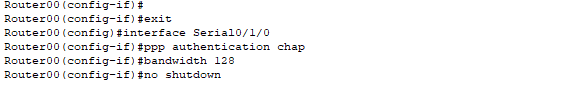 Router00(config-if)#
Router00(config-if)#exit
Router00(config)#interface Serial0/1/0
Router00(config-if)#ppp authentication chap
Router00(config-if)#bandwidth 128
Router00(config-if)#no shutdown